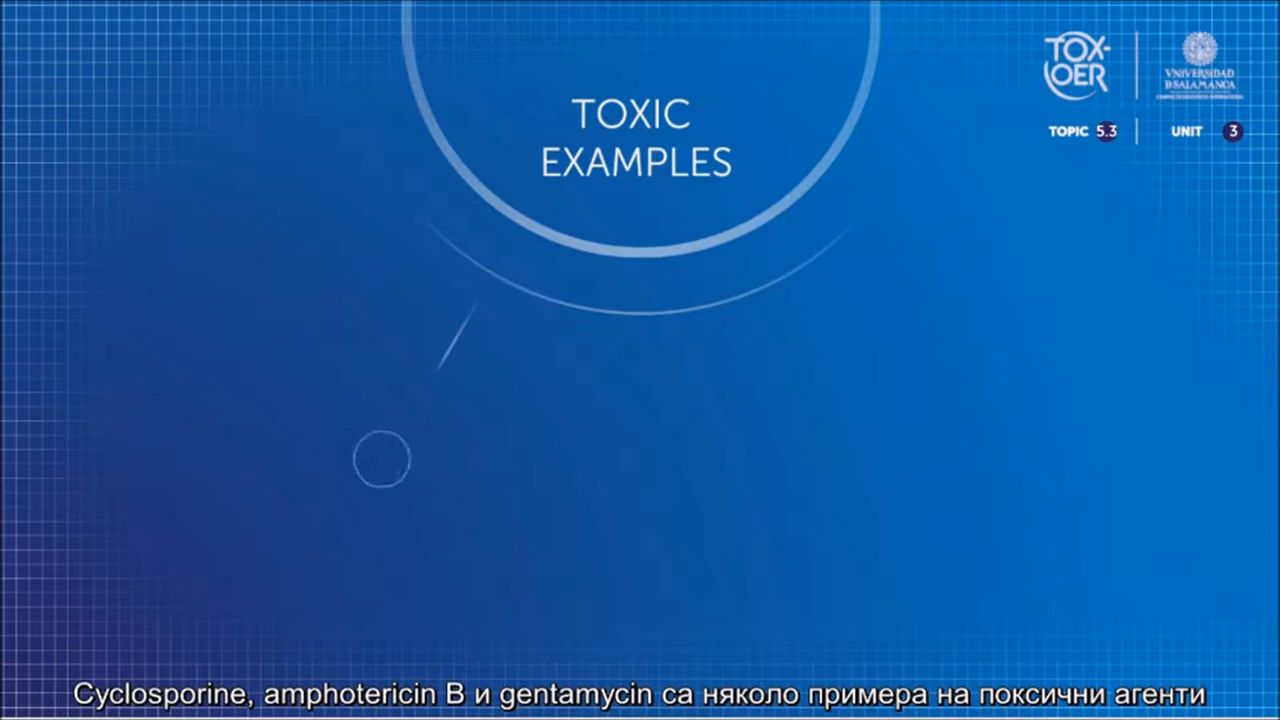 TOXIC
EXAMPLES
TOX-
OER
VNiVERSiDAD
D SALAMANCA
TOPIC 5.3
UNIT 3
Cyclosporine, amphotericin B и gentamycin са няколо примера на поксични агенти